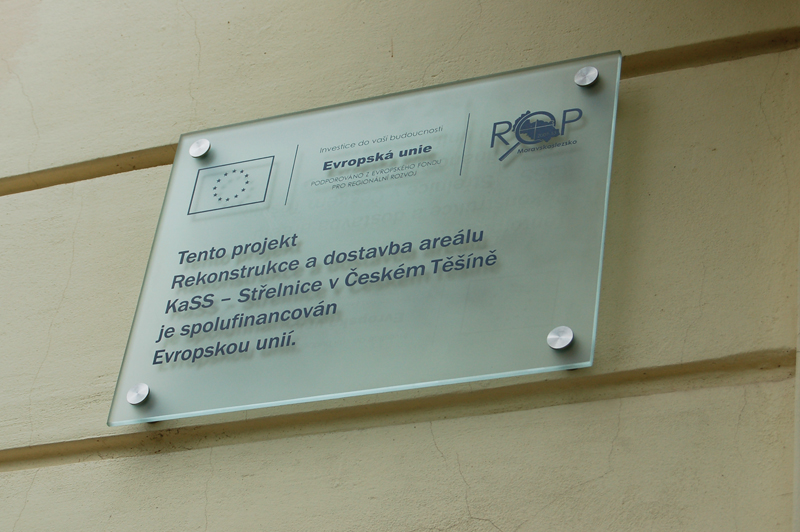 Investice do vaší budoucnosti
Evropská unie
PODPOROVÁNO Z EVROPSKÉHO FONDU
PRO REGIONÁLNÍ ROZVOJ
ROP
Moravskoslezsko
Tento projekt
Rekonstrukce a dostavba areálu
KaSS – Střelnice v Českém Těšíně
je spolufinancován
Evropskou unií.